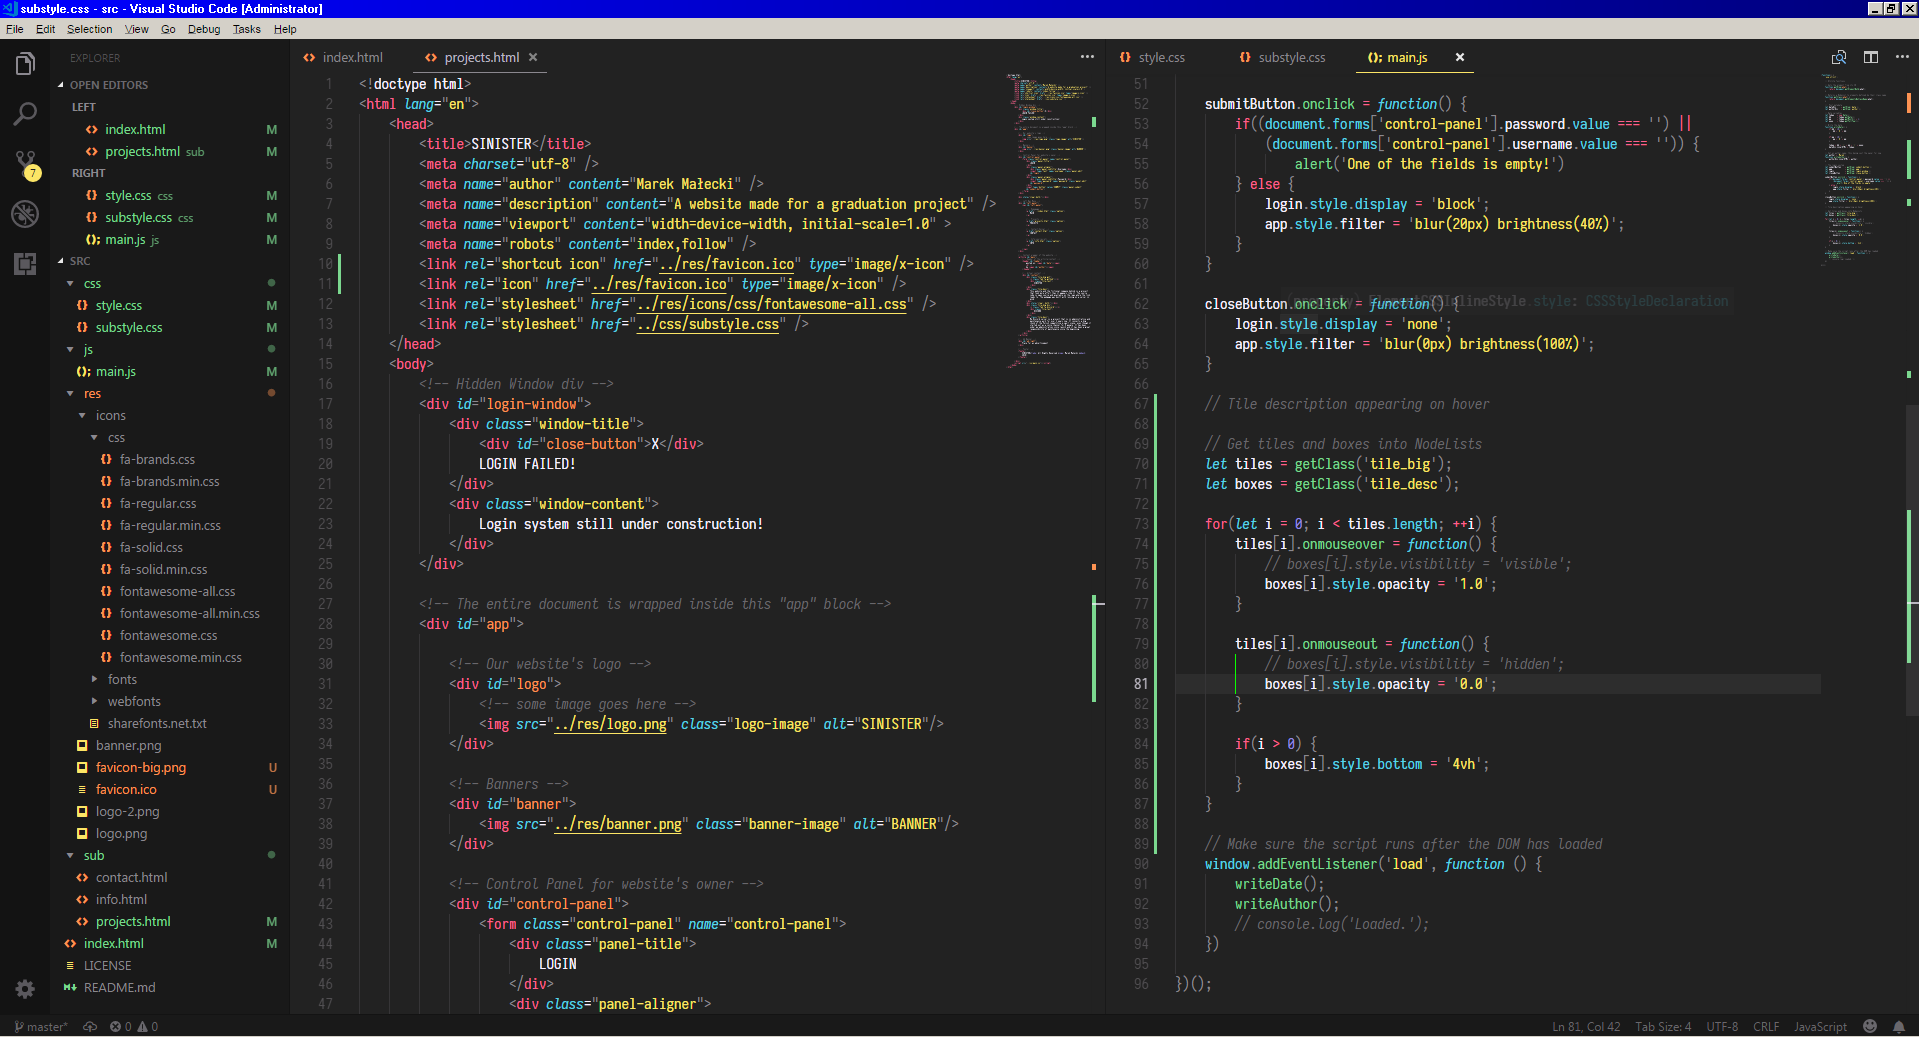 substyle.css - src - Visual Studio Code [Administrator]
File Edit Selection View Go Debug Tasks Help
EXPLORER
OPEN EDITORS
LEFT
index.html M
projects.html sub M
RIGHT
style.css css M
substyle.css css M
(); main.js js M
SRC
css
style.css M
substyle.css M
js
(); main.js M
res
icons
css
fa-brands.css
fa-brands.min.css
fa-regular.css
fa-regular.min.css
fa-solid.css
fa-solid.min.css
fontawesome-all.css
fontawesome-all.min.css
fontawesome.css
fontawesome.min.css
fonts
webfonts
sharefonts.net.txt
banner.png
favicon-big.png U
favicon.ico U
logo-2.png
logo.png
sub
contact.html
info.html
projects.html M
index.html M
LICENSE
README.md
7
index.html projects.html
1 <!doctype html>
2 <html lang="en">
3 <head>
4 <title>SINISTER</title>
5 <meta charset="utf-8" />
6 <meta name="author" content="Marek Małecki" />
7 <meta name="description" content="A website made for a graduation project" />
8 <meta name="viewport" content="width=device-width, initial-scale=1.0" >
9 <meta name="robots" content="index,follow" />
10 <link rel="shortcut icon" href="../res/favicon.ico" type="image/x-icon" />
11 <link rel="icon" href="../res/favicon.ico" type="image/x-icon" />
12 <link rel="stylesheet" href="../res/icons/css/fontawesome-all.css" />
13 <link rel="stylesheet" href="../css/substyle.css" />
14 </head>
15 <body>
16 <!-- Hidden Window div -->
17 <div id="login-window">
18 <div class="window-title">
19 <div id="close-button">X</div>
20 LOGIN FAILED!
21 </div>
22 <div class="window-content">
23 Login system still under construction!
24 </div>
25 </div>
26
27 <!-- The entire document is wrapped inside this "app" block -->
28 <div id="app">
29
30 <!-- Our website's logo -->
31 <div id="logo">
32 <!-- some image goes here -->
33 <img src="../res/logo.png" class="logo-image" alt="SINISTER"/>
34 </div>
35
36 <!-- Banners -->
37 <div id="banner">
38 <img src="../res/banner.png" class="banner-image" alt="BANNER"/>
39 </div>
40
41 <!-- Control Panel for website's owner -->
42 <div id="control-panel">
43 <form class="control-panel" name="control-panel">
44 <div class="panel-title">
45 LOGIN
46 </div>
47 <div class="panel-aligner">
style.css substyle.css (); main.js
51
52 submitButton.onclick = function() {
53 if((document.forms['control-panel'].password.value === '') ||
54 (document.forms['control-panel'].username.value === '')) {
55 alert('One of the fields is empty!')
56 } else {
57 login.style.display = 'block';
58 app.style.filter = 'blur(20px) brightness(40%)';
59 }
60 }
61
62 closeButton.onclick = function() {
(property) ElementCSSInlineStyle.style: CSSStyleDeclaration
63 login.style.display = 'none';
64 app.style.filter = 'blur(0px) brightness(100%)';
65 }
66
67 // Tile description appearing on hover
68
69 // Get tiles and boxes into NodeLists
70 let tiles = getClass('tile_big');
71 let boxes = getClass('tile_desc');
72
73 for(let i = 0; i < tiles.length; ++i) {
74 tiles[i].onmouseover = function() {
75 // boxes[i].style.visibility = 'visible';
76 boxes[i].style.opacity = '1.0';
77 }
78
79 tiles[i].onmouseout = function() {
80 // boxes[i].style.visibility = 'hidden';
81 boxes[i].style.opacity = '0.0';
82 }
83
84 if(i > 0) {
85 boxes[i].style.bottom = '4vh';
86 }
87 }
88
89 // Make sure the script runs after the DOM has loaded
90 window.addEventListener('load', function () {
91 writeDate();
92 writeAuthor();
93 // console.log('Loaded.');
94 })
95
96 })();
master* 0 0 Ln 81, Col 42 Tab Size: 4 UTF-8 CRLF JavaScript